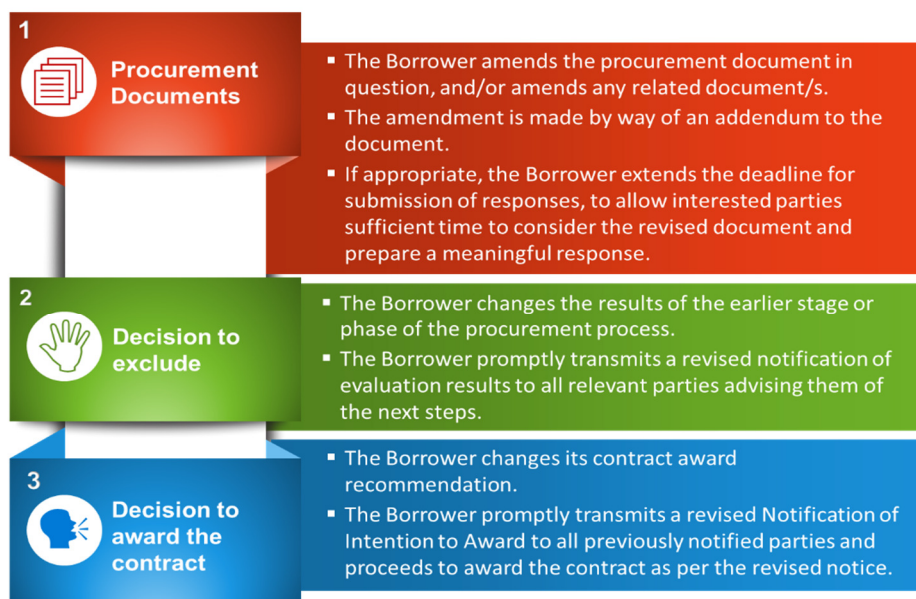 1
Procurement
Documents
▪ The Borrower amends the procurement document in
question, and/or amends any related document/s.
▪ The amendment is made by way of an addendum to the
document.
▪ If appropriate, the Borrower extends the deadline for
submission of responses, to allow interested parties
sufficient time to consider the revised document and
prepare a meaningful response.
2
Decision to
exclude
▪ The Borrower changes the results of the earlier stage or
phase of the procurement process.
▪ The Borrower promptly transmits a revised notification of
evaluation results to all relevant parties advising them of
the next steps.
3
Decision to
award the
contract
▪ The Borrower changes its contract award
recommendation.
▪ The Borrower promptly transmits a revised Notification of
Intention to Award to all previously notified parties and
proceeds to award the contract as per the revised notice.